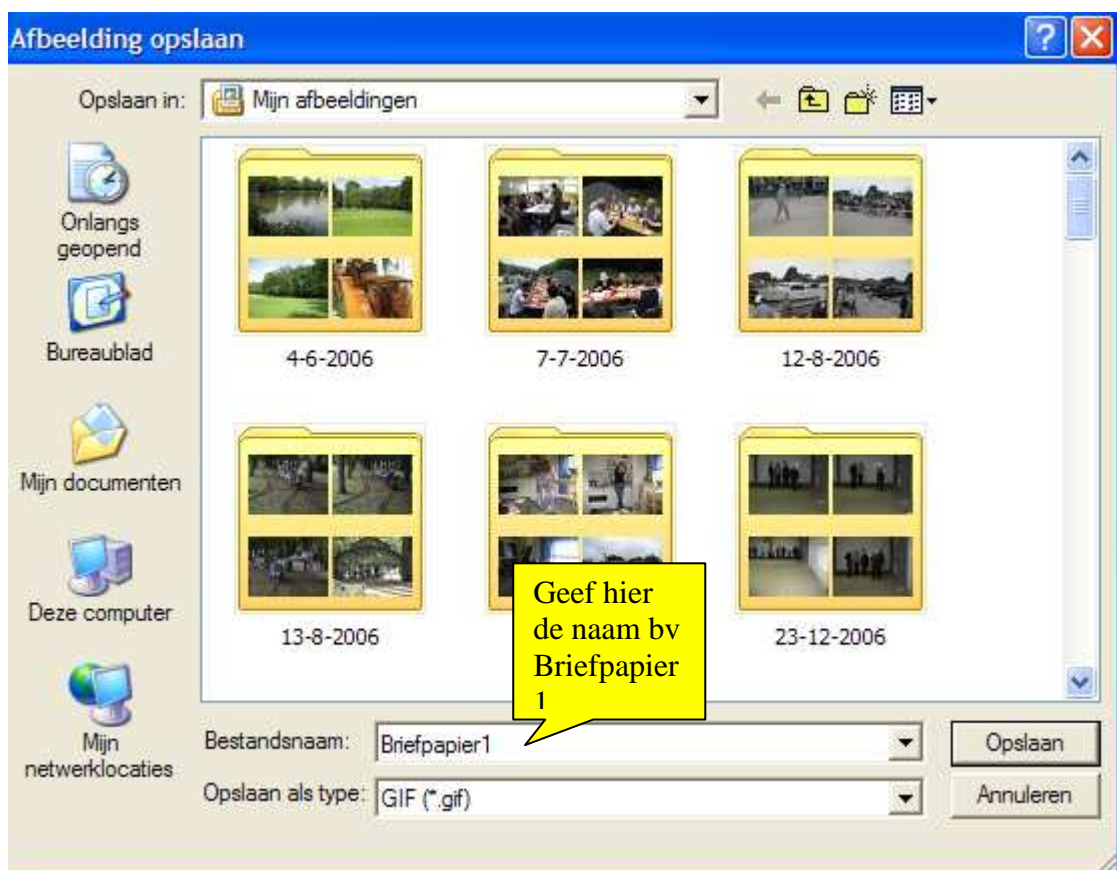 Afbeelding opslaan
Opslaan in:
Mijn afbeeldingen
Onlangs
geopend
Bureaublad
Mijn documenten
Deze computer
Mijn
netwerklocaties
4-6-2006
7-7-2006
12-8-2006
13-8-2006
23-12-2006
Geef hier
de naam bv
Briefpapier
1
Bestandsnaam:
Briefpapier1
Opslaan
Opslaan als type:
GIF (*.gif)
Annuleren